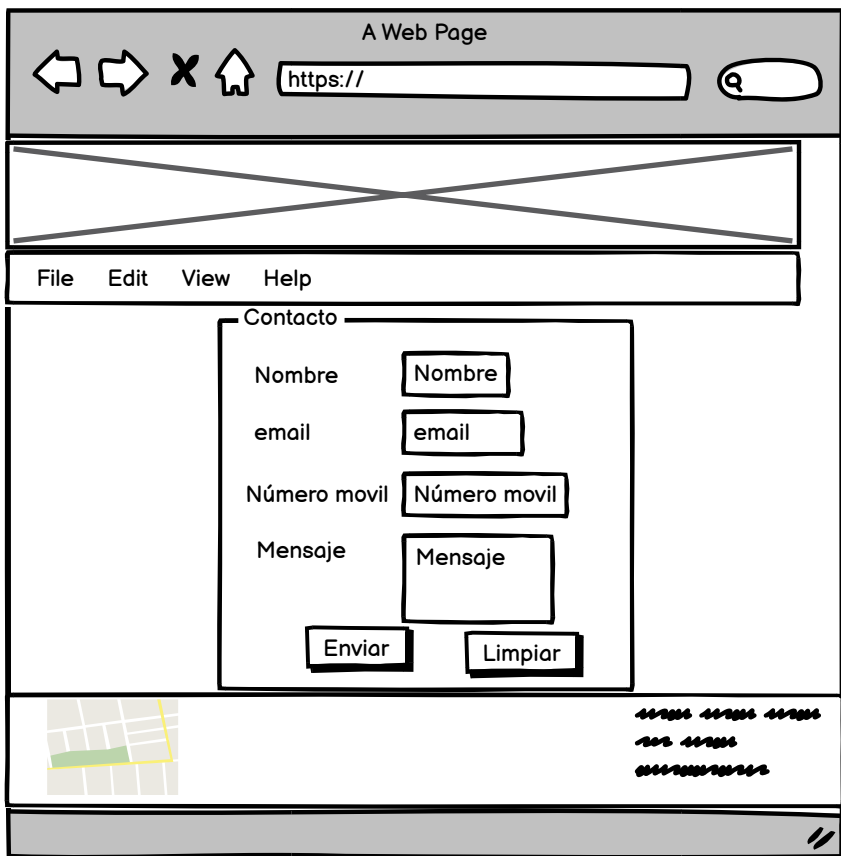 A Web Page
https://
File Edit View Help
Contacto
Nombre Nombre
email email
Número movil Número movil
Mensaje Mensaje
Enviar Limpiar